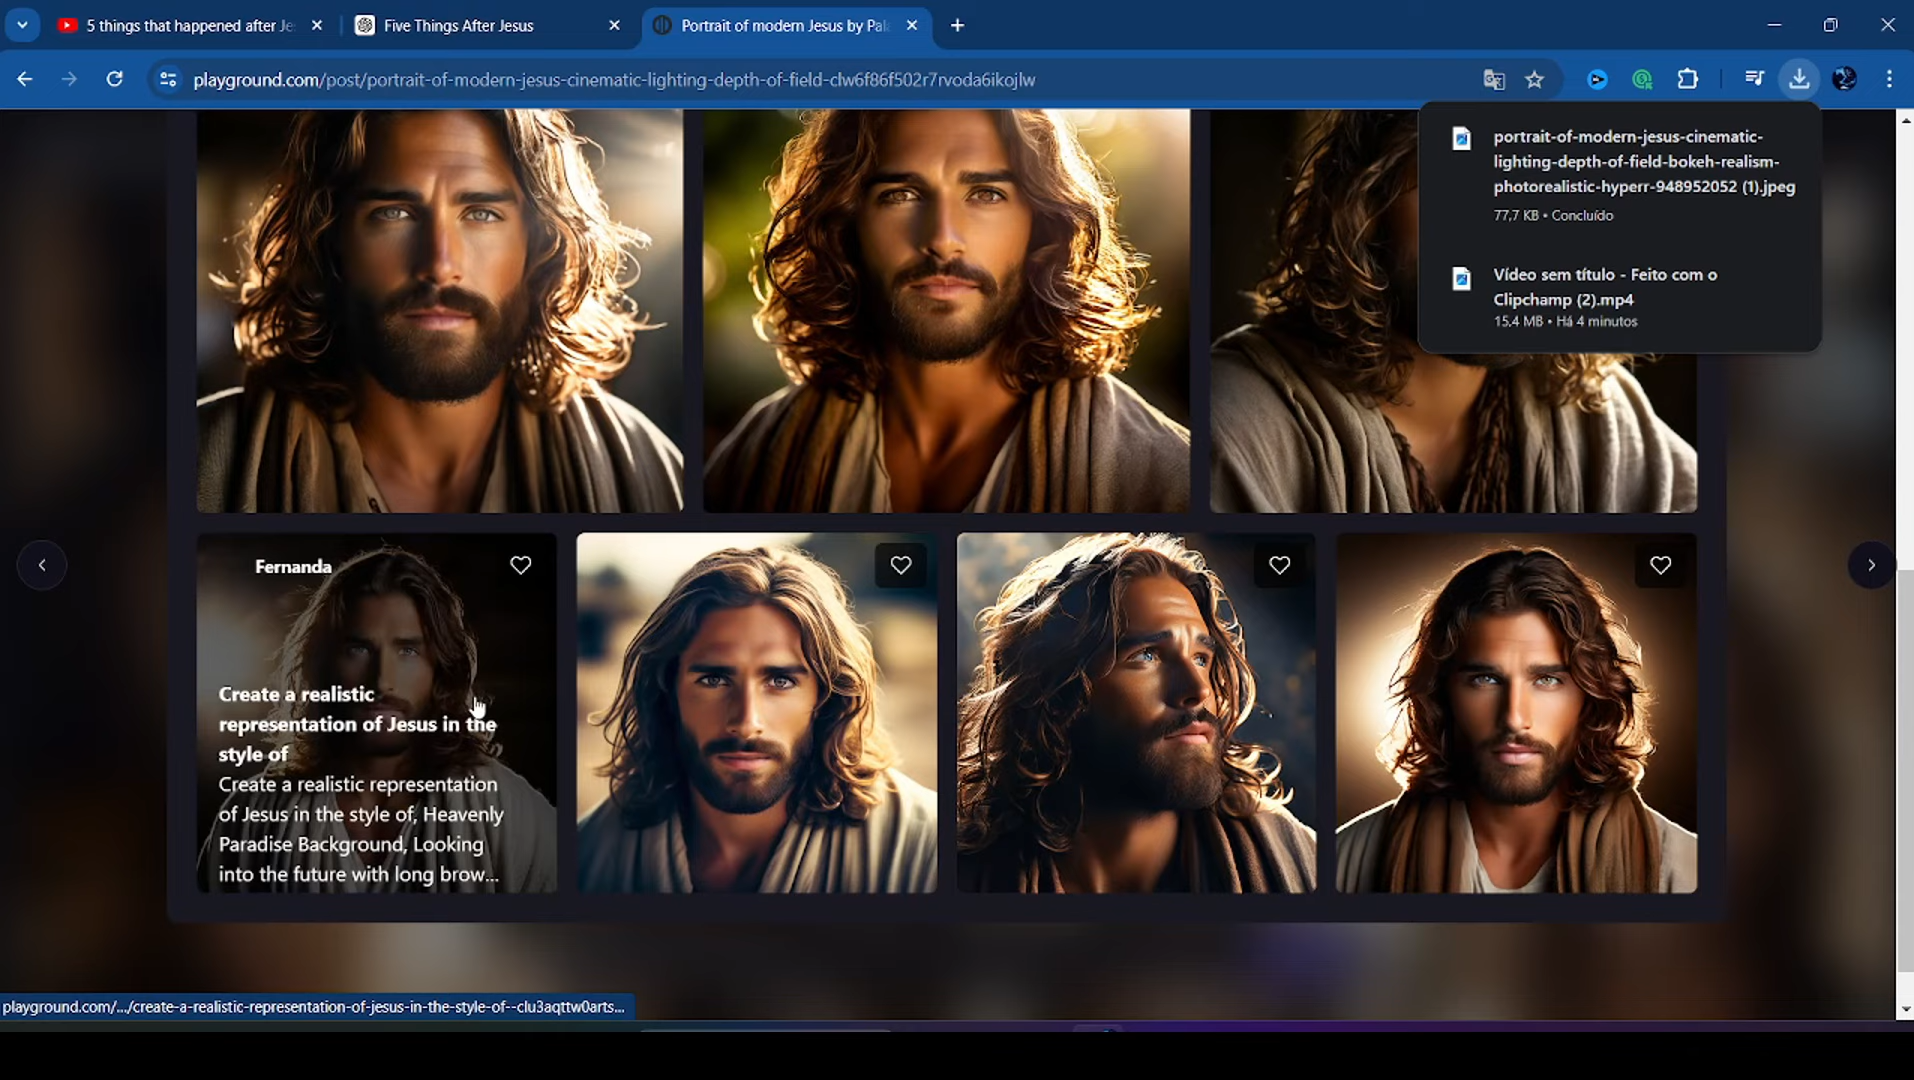 5 things that happened after Je
Five Things After Jesus
Portrait of modern Jesus by Pala
playground.com/post/portrait-of-modern-jesus-cinematic-lighting-depth-of-field-clw6f86f502r7rvoda6ikojlw
portrait-of-modern-jesus-cinematic-
lighting-depth-of-field-bokeh-realism-
photorealistic-hyperr-948952052 (1).jpeg
77,7 KB • Concluído
Vídeo sem título - Feito com o
Clipchamp (2).mp4
15.4 MB • Há 4 minutos
Fernanda
Create a realistic
representation of Jesus in the
style of
Create a realistic representation
of Jesus in the style of, Heavenly
Paradise Background, Looking
into the future with long brow...
playground.com/.../create-a-realistic-representation-of-jesus-in-the-style-of--clu3aqttw0arts...